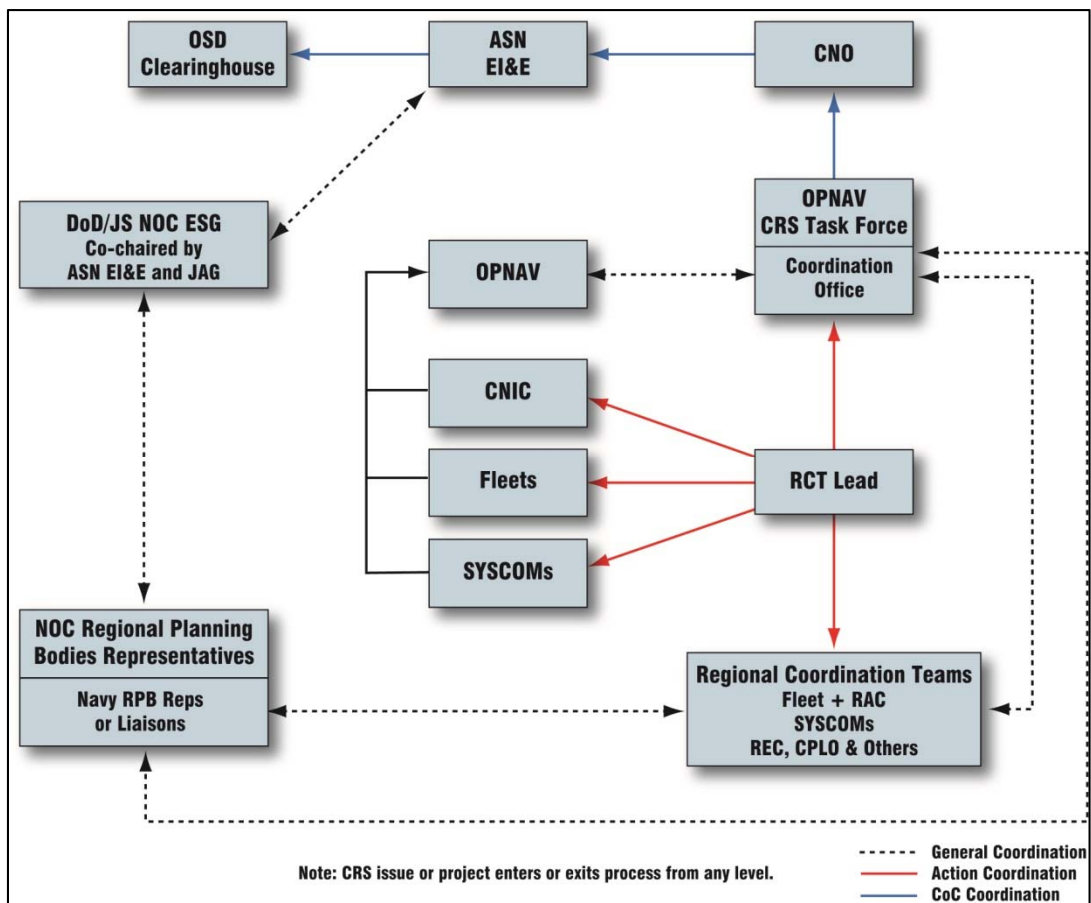 OSD
Clearinghouse
ASN
EI&E
CNO
DoD/JS NOC ESG
Co-chaired by
ASN EI&E and JAG
OPNAV
OPNAV
CRS Task Force
Coordination
Office
CNIC
Fleets
RCT Lead
SYSCOMs
NOC Regional Planning
Bodies Representatives
Navy RPB Reps
or Liaisons
Regional Coordination Teams
Fleet + RAC
SYSCOMs
REC, CPLO & Others
Note: CRS issue or project enters or exits process from any level.
General Coordination
Action Coordination
CoC Coordination